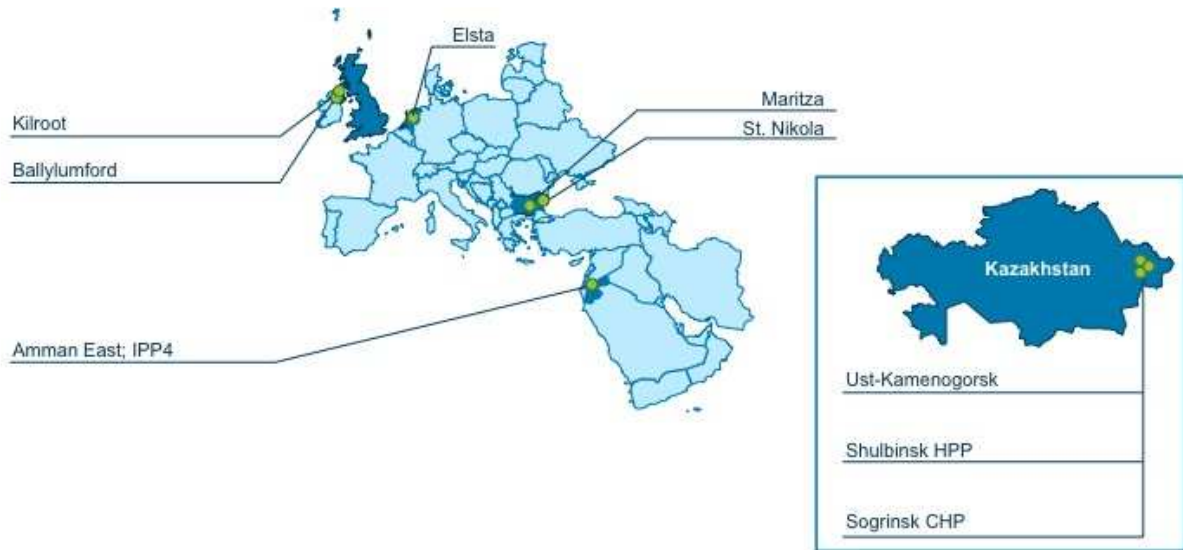 Elsta
Maritza
St. Nikola
Kilroot
Ballylumford
Amman East; IPP4
Kazakhstan
Ust-Kamenogorsk
Shulbinsk HPP
Sogrinsk CHP